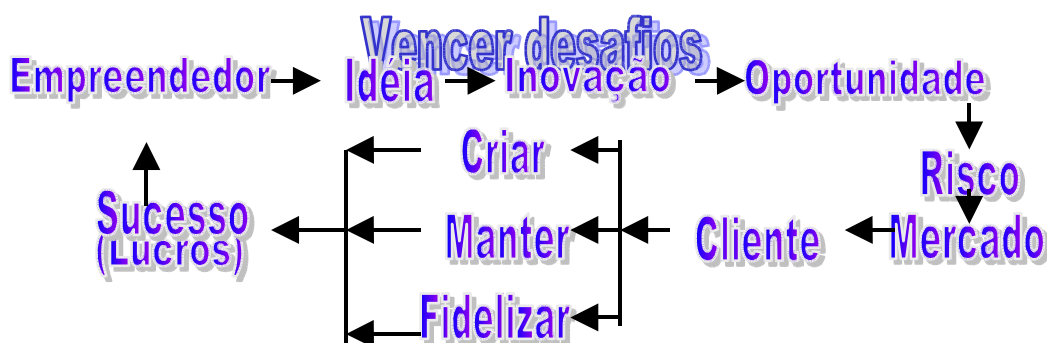 Vencer desafios
Empreendedor Idéia Inovação Oportunidade
Criar
Risco
Sucesso
(Lucros)
Manter
Cliente
Mercado
Fidelizar